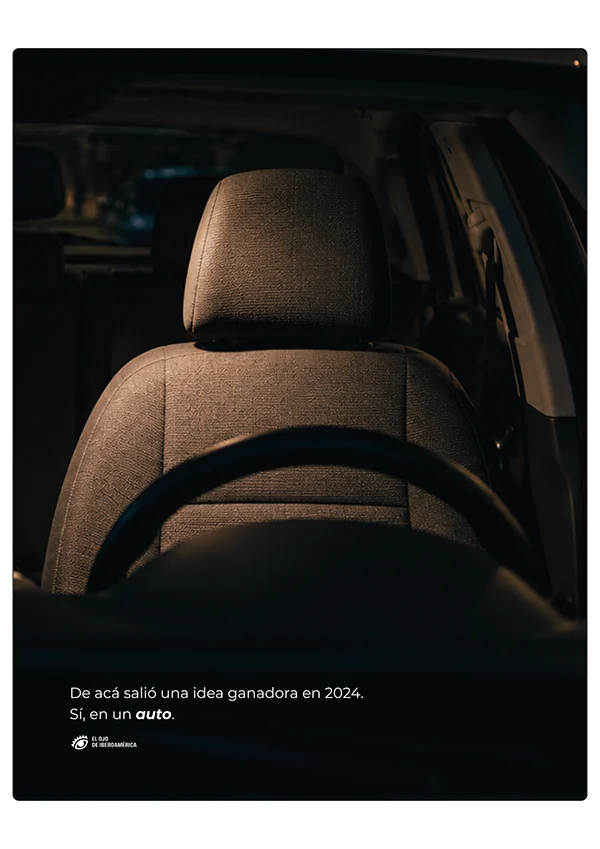 De acá salió una idea ganadora en 2024.
Sí, en un auto.
EL OJO
DE IBEROAMÉRICA